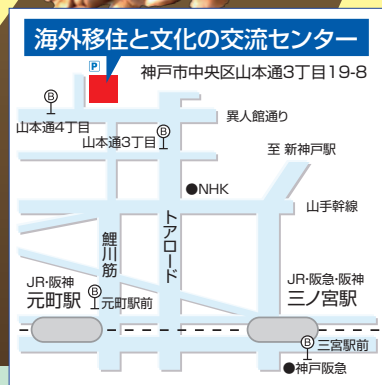 海外移住と文化の交流センター
P
神戸市中央区山本通3丁目19-8
B
山本通4丁目
B
山本通3丁目
異人館通り
至 新神戸駅
●NHK
山手幹線
鯉川筋
トアロード
JR・阪神
元町駅
B
元町駅前
JR・阪急・阪神
三ノ宮駅
B
三宮駅前
●神戸阪急